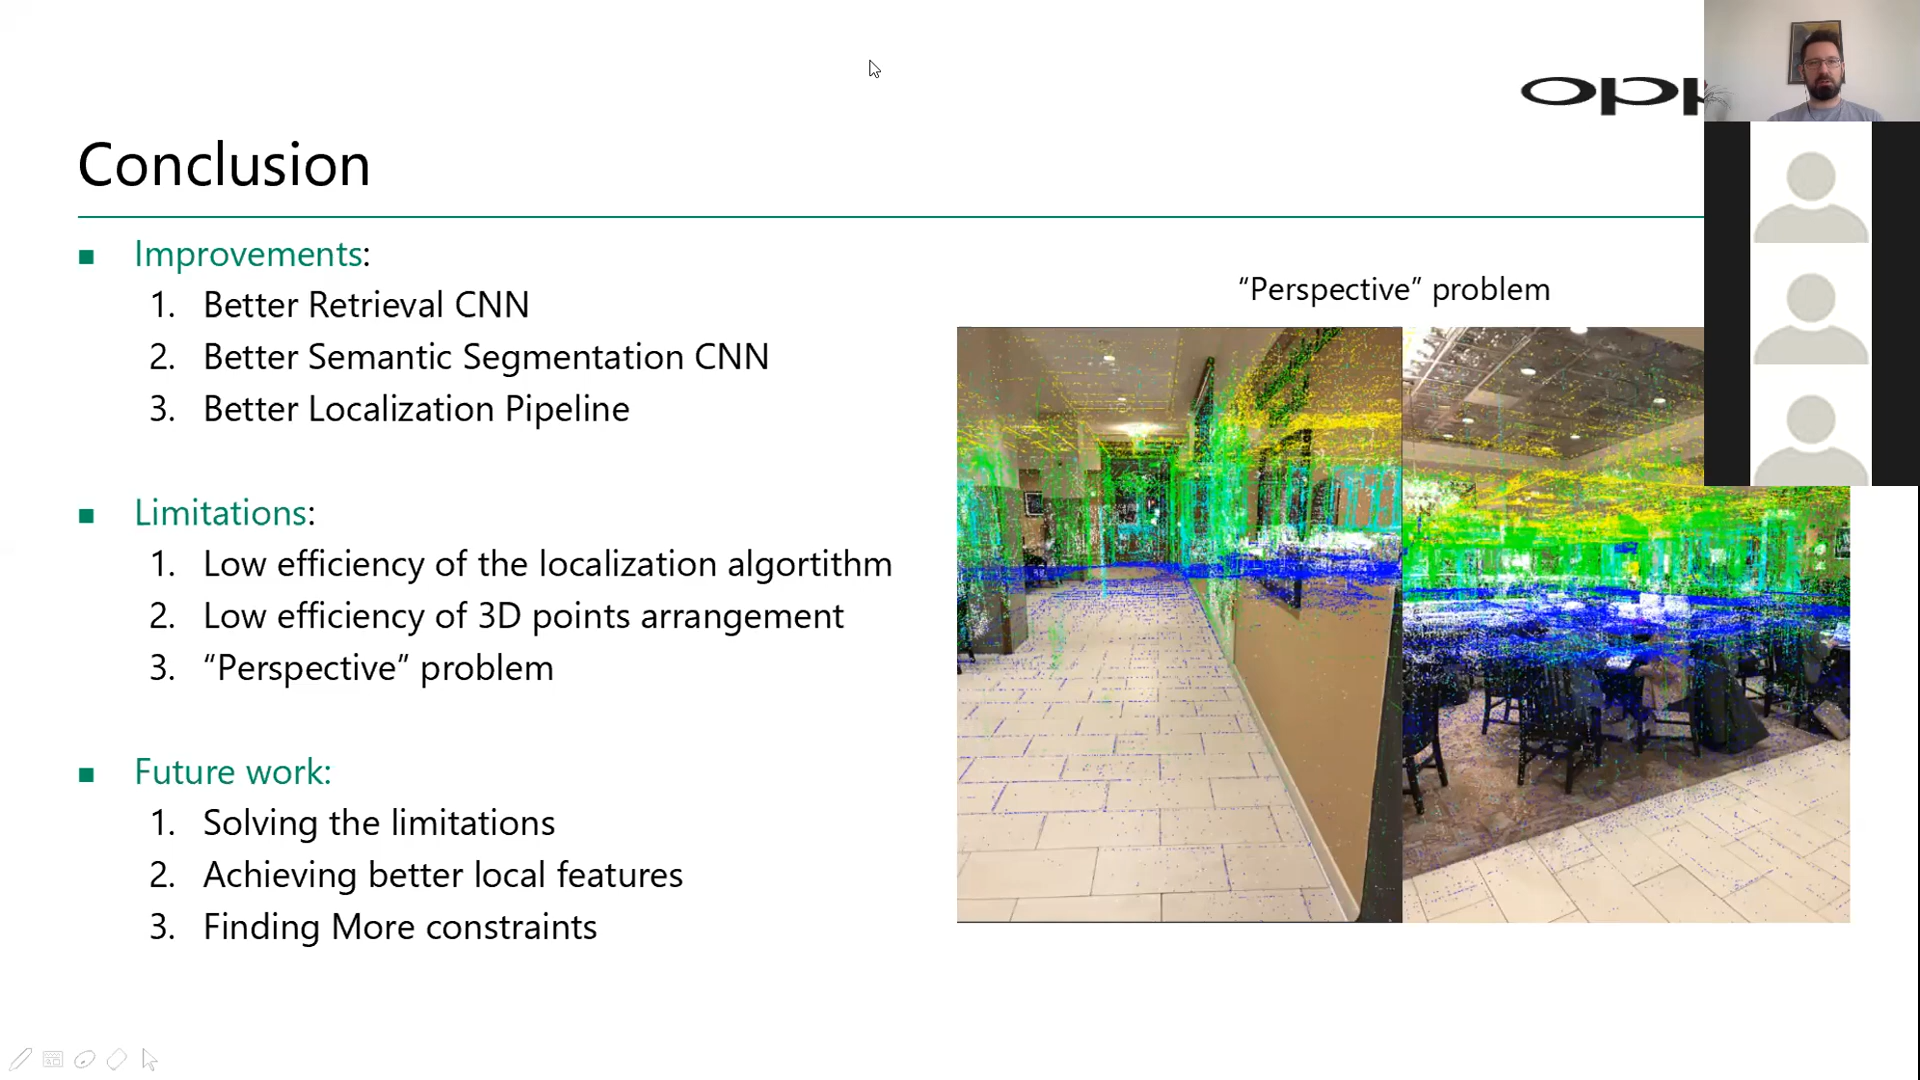 Conclusion
Improvements:
1. Better Retrieval CNN
2. Better Semantic Segmentation CNN
3. Better Localization Pipeline
Limitations:
1. Low efficiency of the localization algortithm
2. Low efficiency of 3D points arrangement
3. “Perspective” problem
Future work:
1. Solving the limitations
2. Achieving better local features
3. Finding More constraints
“Perspective” problem